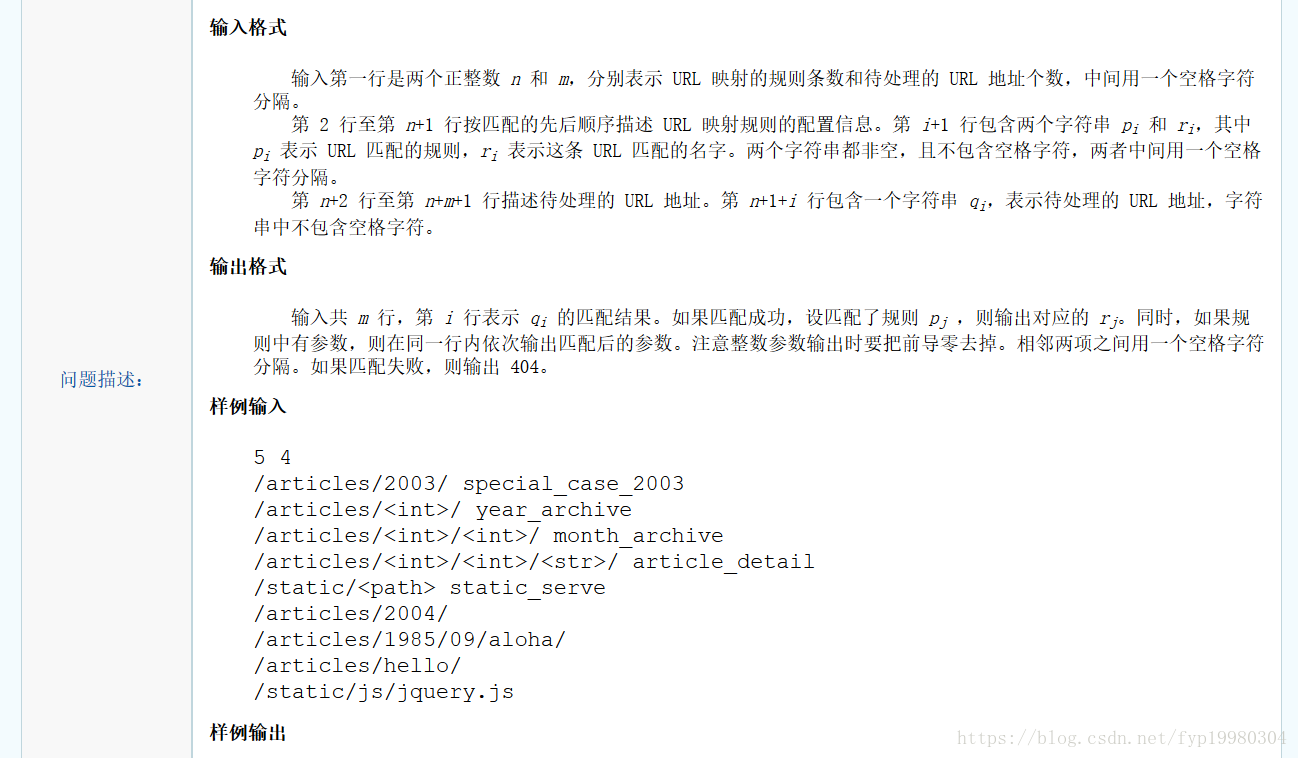 输入格式
输入第一行是两个正整数 n 和 m，分别表示 URL 映射的规则条数和待处理的 URL 地址个数，中间用一个空格字符
分隔。
第 2 行至第 n+1 行按匹配的先后顺序描述 URL 映射规则的配置信息。第 i+1 行包含两个字符串 pi 和 ri，其中
pi 表示 URL 匹配的规则，ri 表示这条 URL 匹配的名字。两个字符串都非空，且不包含空格字符，两者中间用一个空格
字符分隔。
第 n+2 行至第 n+m+1 行描述待处理的 URL 地址。第 n+1+i 行包含一个字符串 qi，表示待处理的 URL 地址，字符
串中不包含空格字符。
输出格式
输入共 m 行，第 i 行表示 qi 的匹配结果。如果匹配成功，设匹配了规则 pj ，则输出对应的 rj。同时，如果规
则中有参数，则在同一行内依次输出匹配后的参数。注意整数参数输出时要把前导零去掉。相邻两项之间用一个空格字符
分隔。如果匹配失败，则输出 404。
问题描述：
样例输入
5 4
/articles/2003/ special_case_2003
/articles/<int>/ year_archive
/articles/<int>/<int>/ month_archive
/articles/<int>/<int>/<str>/ article_detail
/static/<path> static_serve
/articles/2004/
/articles/1985/09/aloha/
/articles/hello/
/static/js/jquery.js
样例输出
https://blog.csdn.net/fyp19980304